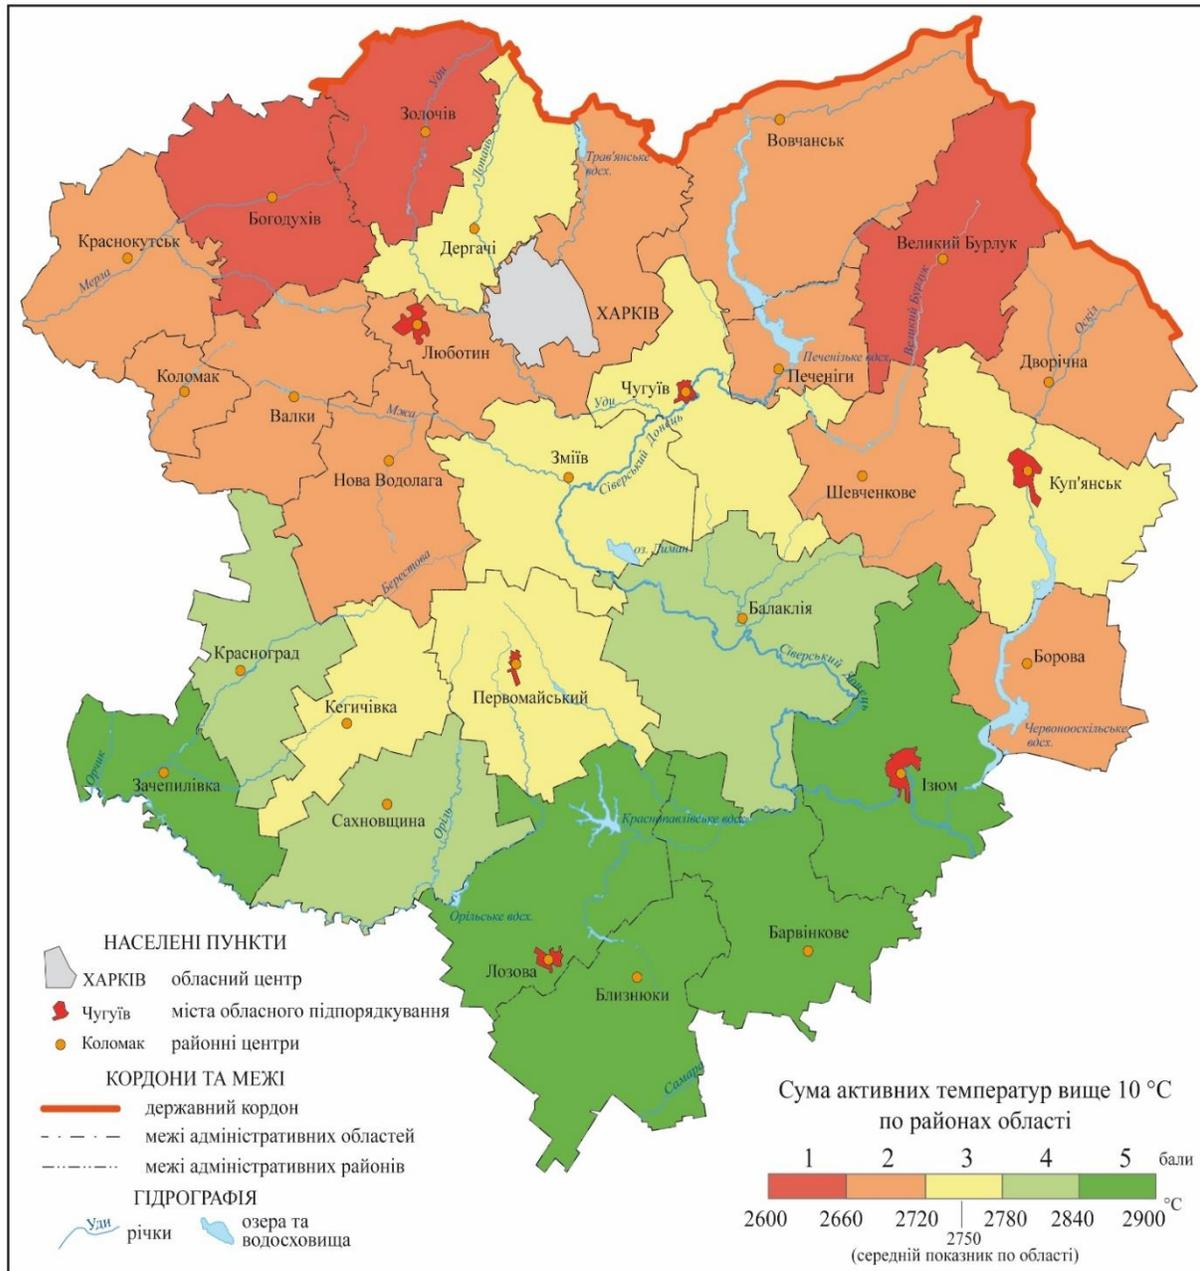 Уди
Золочів
Лопань
Вовчанськ
Трав'янське
вдсх.
Богодухів
Дергачі
Краснокутськ
Мерла
Великий Бурлук
Великий Бурлук
ХАРКІВ
Люботин
Оскіл
Дворічна
Коломак
Валки
Мжа
Чугуїв
Уди
Печенізьке вдсх.
Печеніги
Нова Водолага
Зміїв
Сіверський Донець
Шевченкове
Куп'янськ
оз. Лиман
Берестова
Балаклія
Сіверський Донець
Красноград
Кегичівка
Первомайський
Борова
Червонооскільське
вдсх.
Орчик
Зачепилівка
Сахновщина
Оріль
Краснопавлівське вдсх.
Ізюм
Орільське вдсх.
Лозова
Близнюки
Барвінкове
Самара
НАСЕЛЕНІ ПУНКТИ
ХАРКІВ обласний центр
Чугуїв міста обласного підпорядкування
Коломак районні центри
КОРДОНИ ТА МЕЖІ
державний кордон
межі адміністративних областей
межі адміністративних районів
ГІДРОГРАФІЯ
Уди річки
озера та
водосховища
Сума активних температур вище 10 °С
по районах області
1 2 3 4 5 бали
2600 2660 2720 2780 2840 2900 °С
2750
(середній показник по області)